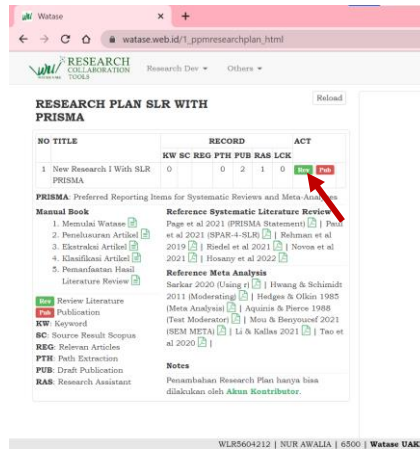 Watase
watase.web.id/1_ppmresearchplan_html
WRU
RESEARCH
COLLABORATION
TOOLS
Research Dev
Others
RESEARCH PLAN SLR WITH
PRISMA
Reload
NO TITLE RECORD ACT
KW SC REG PTH PUB RAS LCK
1 New Research I With SLR PRISMA 0 0 2 1 0 Rev Pub
PRISMA: Preferred Reporting Items for Systematic Reviews and Meta-Analyses
Manual Book
1. Memulai Watase
2. Penelusuran Artikel
3. Ekstraksi Artikel
4. Klasifikasi Artikel
5. Pemanfaatan Hasil
Literature Review
Rev Review Literature
Pub Publication
KW: Keyword
SC: Source Result Scopus
REG: Relevan Articles
PTH: Path Extraction
PUB: Draft Publication
RAS: Research Assistant
Reference Systematic Literature Review
Page et al 2021 (PRISMA Statement) | Paul
et al 2021 (SPAR-4-SLR) | Rehman et al
2019 | Riedel et al 2021 | Novoa et al
2021 | Hosany et al 2022
Reference Meta Analysis
Sarkar 2020 (Using r) | Hwang & Schimidt
2011 (Moderating) | Hedges & Olkin 1985
(Meta Analysis) | Aquinis & Pierce 1988
(Test Moderator) | Mou & Benyoucef 2021
(SEM META) | Li & Kallas 2021 | Tao et
al 2020 |
Notes
Penambahan Research Plan hanya bisa
dilakukan oleh Akun Kontributor.
WLR5604212 | NUR AWALIA | 6500 | Watase UAK